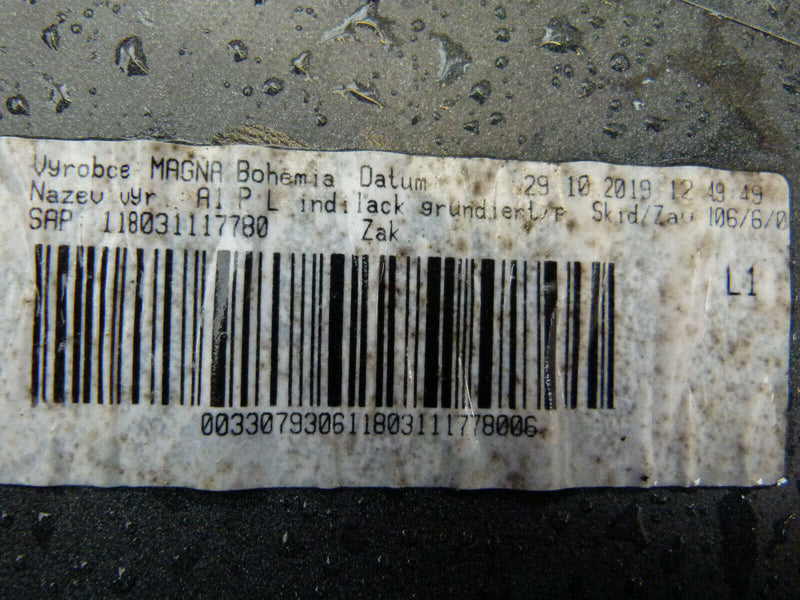 Vyrobce MAGNA Bohemia Datum 29 10 2019 12 49 49
Nazev vyr : A1 P L indilack grundiert/P Skid/Zav 106/6/0
SAP 118031117780 Zak
L1
003307930611803111778006